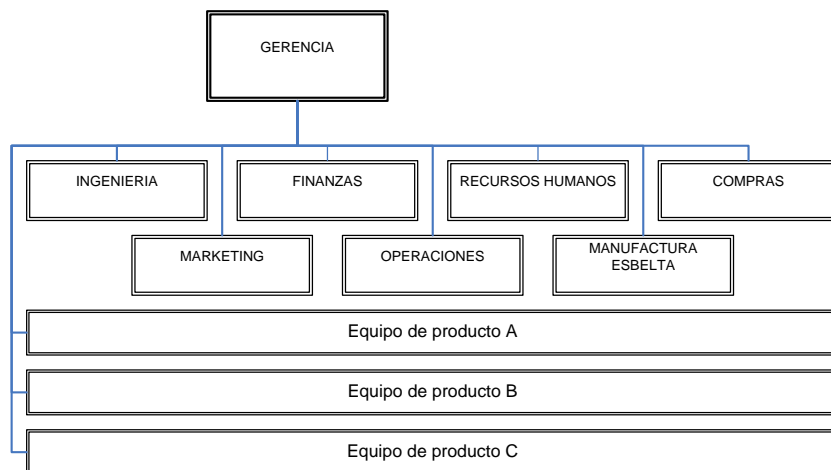 GERENCIA
INGENIERIA
FINANZAS
RECURSOS HUMANOS
COMPRAS
MARKETING
OPERACIONES
MANUFACTURA
ESBELTA
Equipo de producto A
Equipo de producto B
Equipo de producto C